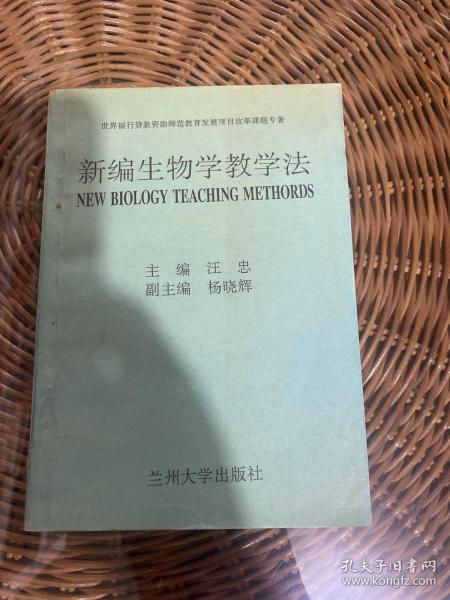 世界银行贷款资助师范教育发展项目改革课题专著
新编生物学教学法
NEW BIOLOGY TEACHING METHORDS
主 编 汪 忠
副主编 杨晓辉
兰州大学出版社
孔夫子旧书网
www.kongfz.com